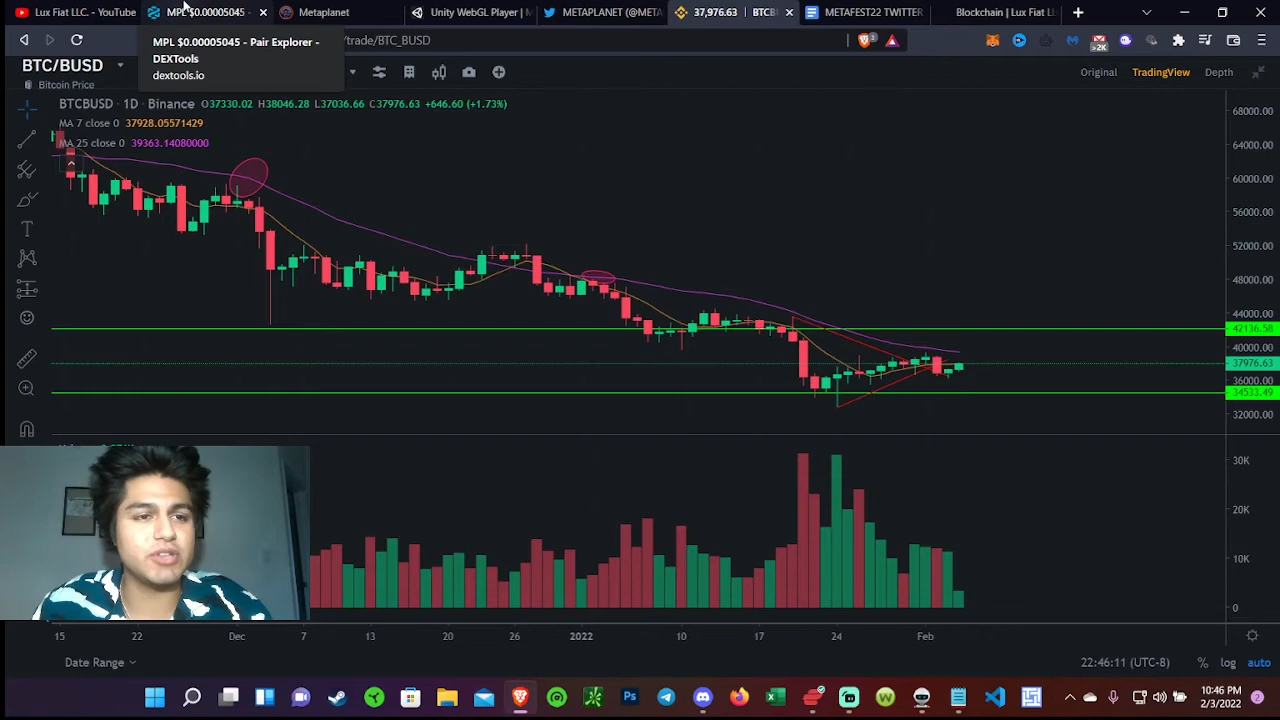 Lux Fiat LLC. - YouTube
MPL $0.00005045 -
Metaplanet
Unity WebGL Player | M
METAPLANET (@META
37,976.63 | BTCB
METAFEST22 TWITTER
Blockchain | Lux Fiat LL
MPL $0.00005045 - Pair Explorer -
DEXTools
dextools.io
/trade/BTC_BUSD
3
>2K
BTC/BUSD
Bitcoin Price
Original
TradingView
Depth
BTCBUSD · 1D · Binance O37330.02 H38046.28 L37036.66 C37976.63 +646.60 (+1.73%)
MA 7 close 0 37928.05571429
MA 25 close 0 39363.14080000
68000.00
64000.00
60000.00
56000.00
52000.00
48000.00
44000.00
42136.58
40000.00
37976.63
36000.00
34533.49
32000.00
30K
20K
10K
0
15 22 Dec 7 13 20 26 2022 10 17 24 Feb
Date Range
22:46:11 (UTC-8) % log auto
10:46 PM
2/3/2022
2